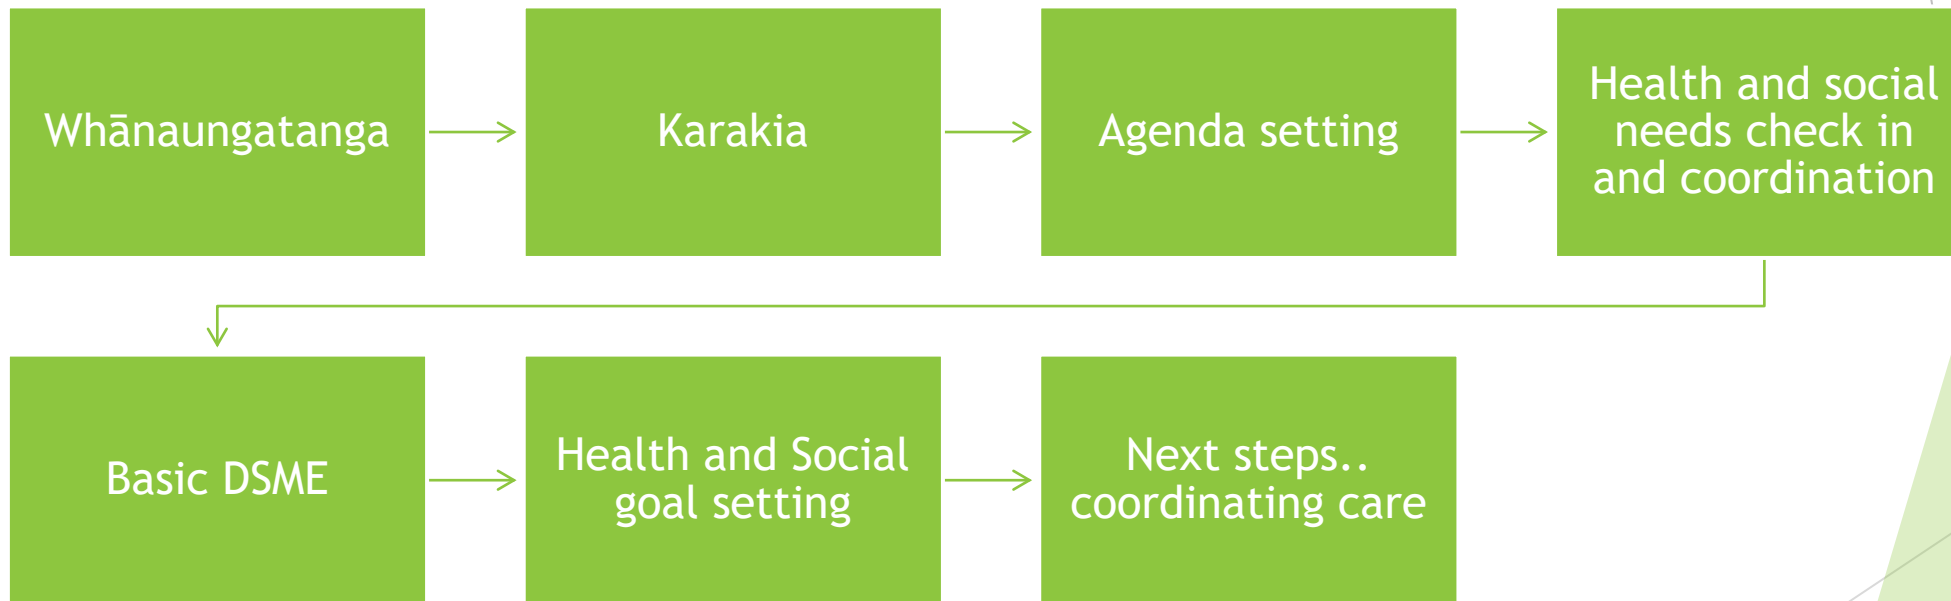 Whānaungatanga
Karakia
Agenda setting
Health and social
needs check in
and coordination
Basic DSME
Health and Social
goal setting
Next steps..
coordinating care